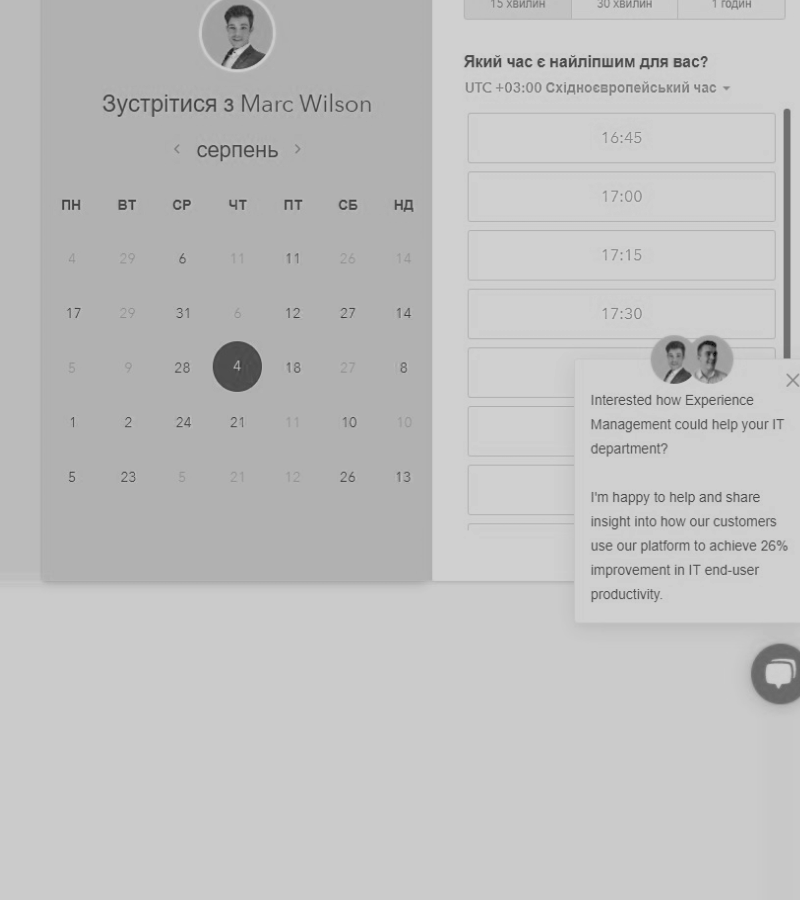 Зустрітися з Marc Wilson
серпень
ПН ВТ СР ЧТ ПТ СБ НД
4 29 6 11 11 26 14
17 29 31 6 12 27 14
5 9 28 4 18 27 8
1 2 24 21 11 10 10
5 23 5 21 12 26 13
15 хвилин 30 хвилин 1 годин
Який час є найліпшим для вас?
UTC +03:00 Східноєвропейський час
16:45
17:00
17:15
17:30
Interested how Experience
Management could help your IT
department?
I'm happy to help and share
insight into how our customers
use our platform to achieve 26%
improvement in IT end-user
productivity.